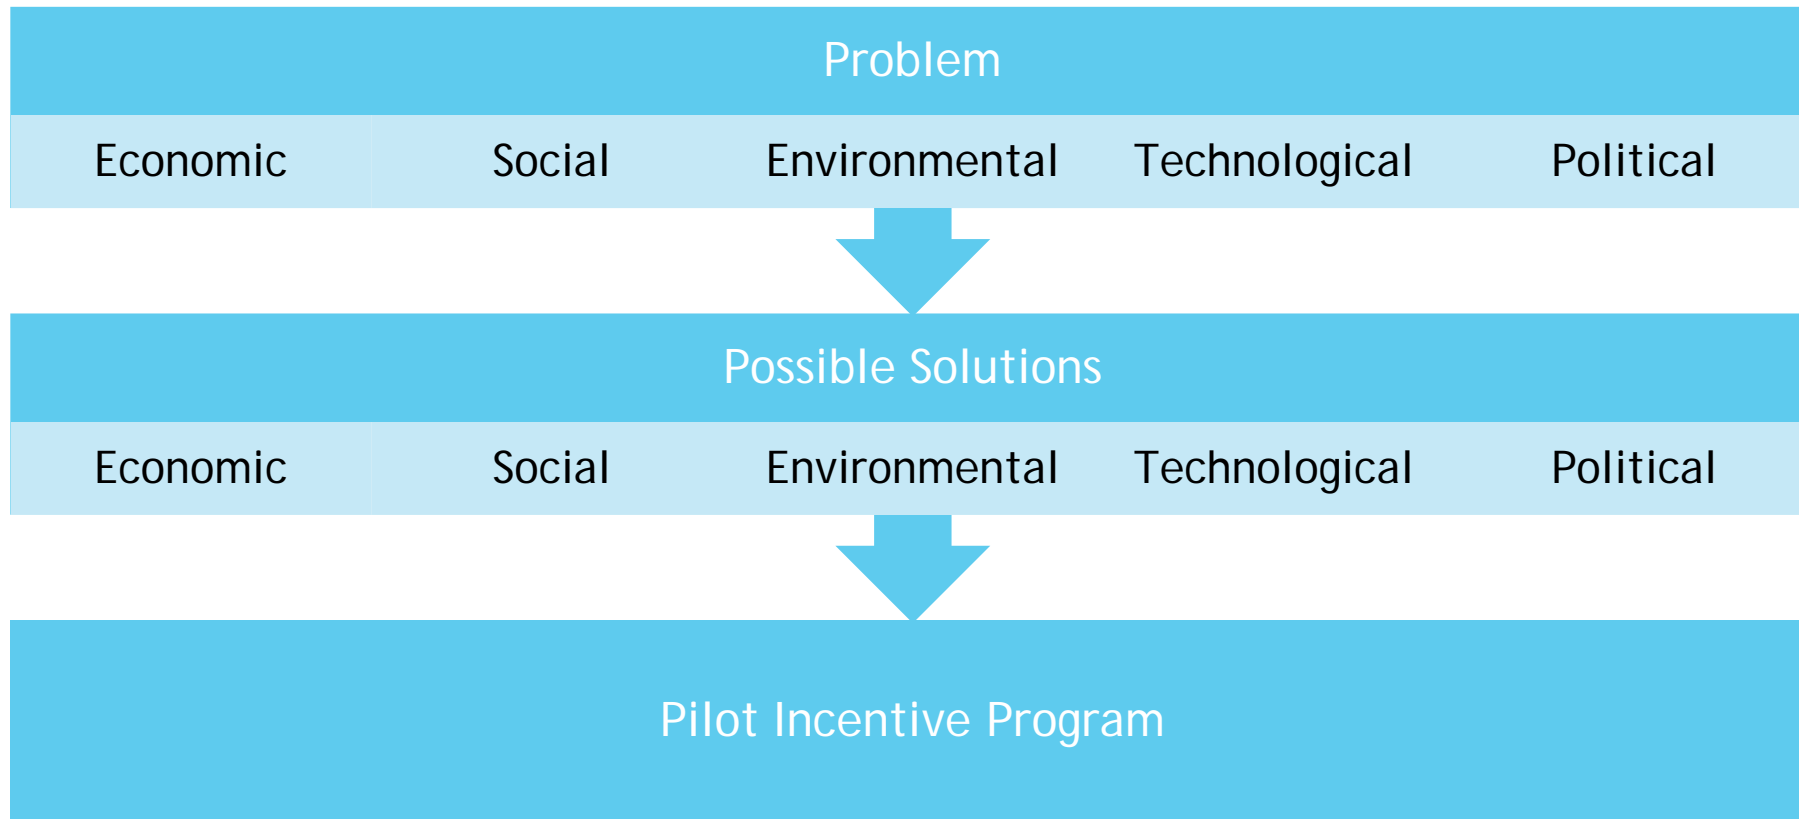 Problem
Economic Social Environmental Technological Political
Possible Solutions
Economic Social Environmental Technological Political
Pilot Incentive Program